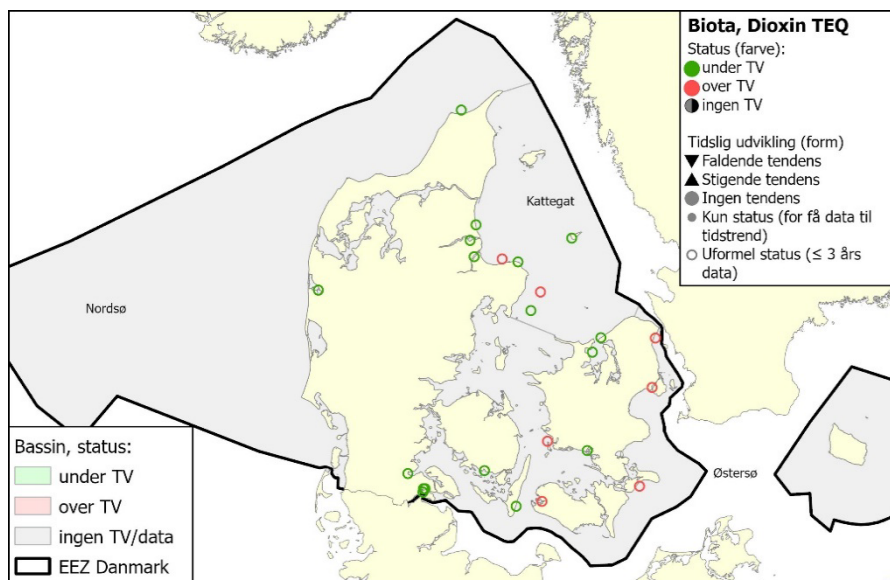 Biota, Dioxin TEQ
Status (farve):
under TV
over TV
ingen TV
Tidslig udvikling (form)
Faldende tendens
Stigende tendens
Ingen tendens
Kun status (for få data til
tidstrend)
Uformel status (≤ 3 års
data)
Kattegat
Nordsø
Østersø
Bassin, status:
under TV
over TV
ingen TV/data
EEZ Danmark